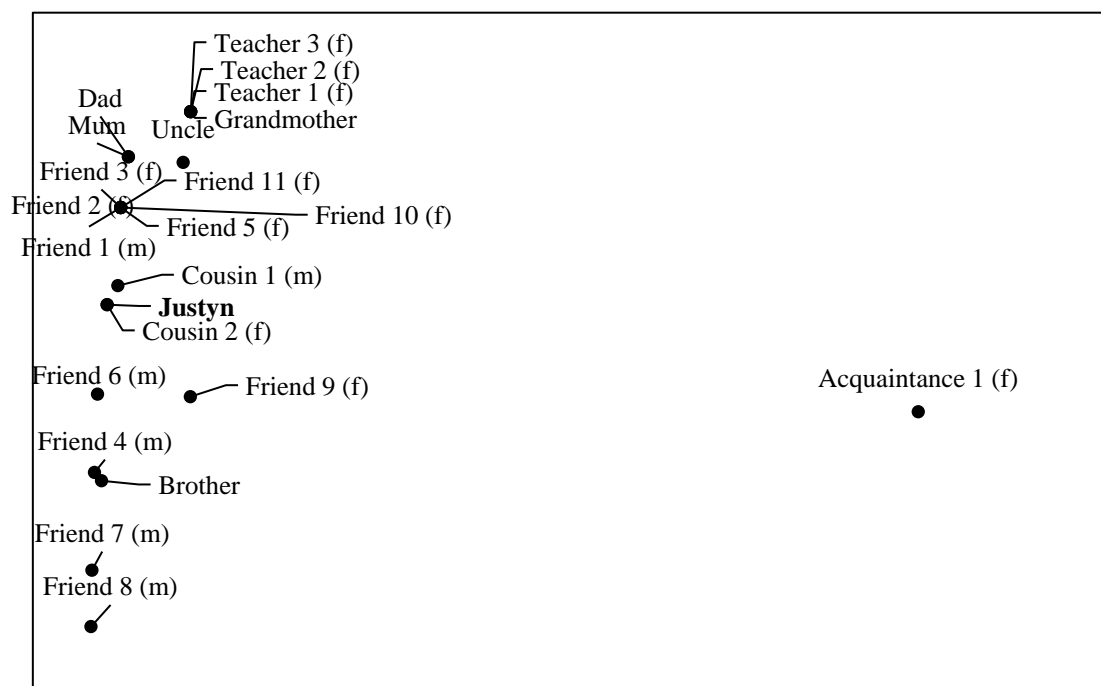 Teacher 3 (f)
Teacher 2 (f)
Teacher 1 (f)
Dad
Grandmother
Mum
Uncle
Friend 3 (f)
Friend 11 (f)
Friend 2 (f)
Friend 10 (f)
Friend 5 (f)
Friend 1 (m)
Cousin 1 (m)
Justyn
Cousin 2 (f)
Friend 6 (m)
Friend 9 (f)
Acquaintance 1 (f)
Friend 4 (m)
Brother
Friend 7 (m)
Friend 8 (m)